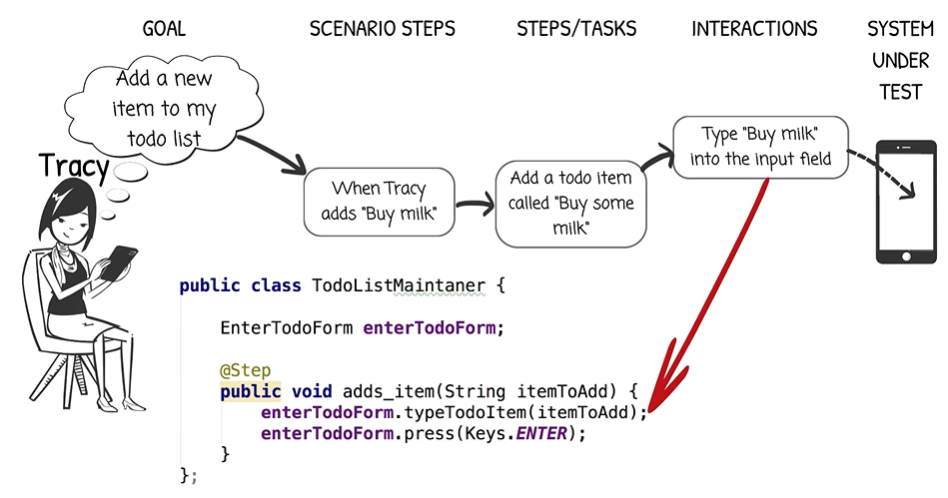 GOAL
SCENARIO STEPS
STEPS/TASKS
INTERACTIONS
SYSTEM
UNDER
TEST
Add a new
item to my
todo list
Tracy
When Tracy
adds "Buy milk"
Add a todo item
called "Buy some
milk"
Type "Buy milk"
into the input field
public class TodoListMaintaner {
EnterTodoForm enterTodoForm;
@Step
public void adds_item(String itemToAdd) {
enterTodoForm.typeTodoItem(itemToAdd);
enterTodoForm.press(Keys.ENTER);
}
};